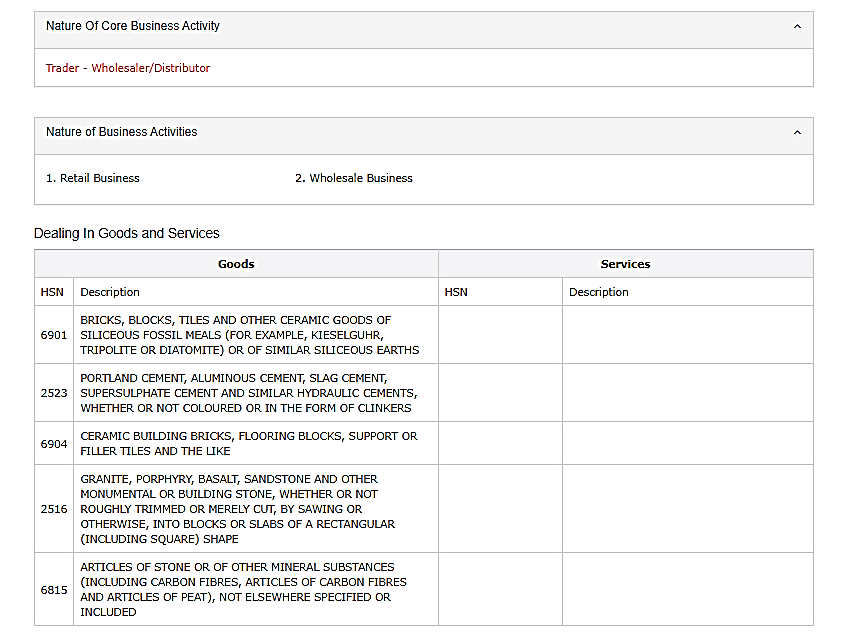 Nature Of Core Business Activity
Trader - Wholesaler/Distributor
Nature of Business Activities
1. Retail Business 2. Wholesale Business
Dealing In Goods and Services
Goods Services
HSN Description HSN Description
6901 BRICKS, BLOCKS, TILES AND OTHER CERAMIC GOODS OF
SILICEOUS FOSSIL MEALS (FOR EXAMPLE, KIESELGUHR,
TRIPOLITE OR DIATOMITE) OR OF SIMILAR SILICEOUS EARTHS
2523 PORTLAND CEMENT, ALUMINOUS CEMENT, SLAG CEMENT,
SUPERSULPHATE CEMENT AND SIMILAR HYDRAULIC CEMENTS,
WHETHER OR NOT COLOURED OR IN THE FORM OF CLINKERS
6904 CERAMIC BUILDING BRICKS, FLOORING BLOCKS, SUPPORT OR
FILLER TILES AND THE LIKE
2516 GRANITE, PORPHYRY, BASALT, SANDSTONE AND OTHER
MONUMENTAL OR BUILDING STONE, WHETHER OR NOT
ROUGHLY TRIMMED OR MERELY CUT, BY SAWING OR
OTHERWISE, INTO BLOCKS OR SLABS OF A RECTANGULAR
(INCLUDING SQUARE) SHAPE
6815 ARTICLES OF STONE OR OF OTHER MINERAL SUBSTANCES
(INCLUDING CARBON FIBRES, ARTICLES OF CARBON FIBRES
AND ARTICLES OF PEAT), NOT ELSEWHERE SPECIFIED OR
INCLUDED